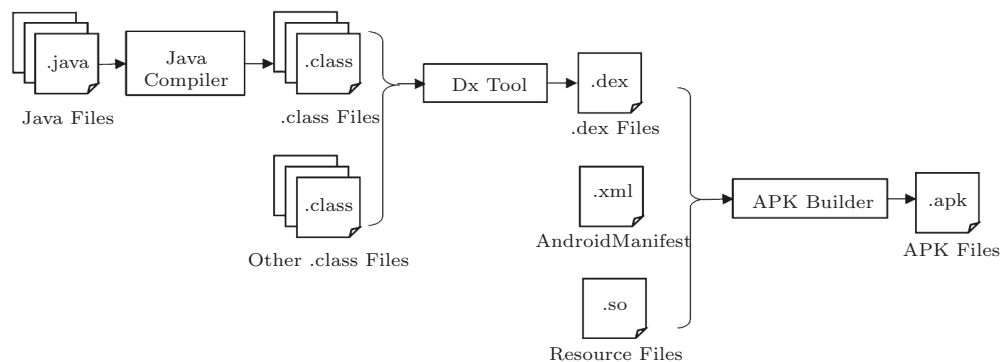 .java
Java Files
Java
Compiler
.class
.class Files
.class
Other .class Files
Dx Tool
.dex
.dex Files
.xml
AndroidManifest
.so
Resource Files
APK Builder
.apk
APK Files